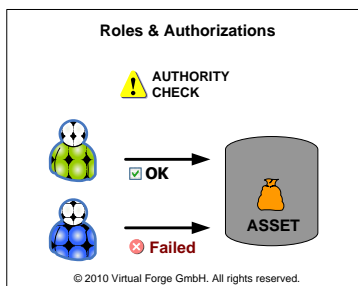 Roles & Authorizations
AUTHORITY
CHECK
OK
ASSET
Failed
© 2010 Virtual Forge GmbH. All rights reserved.